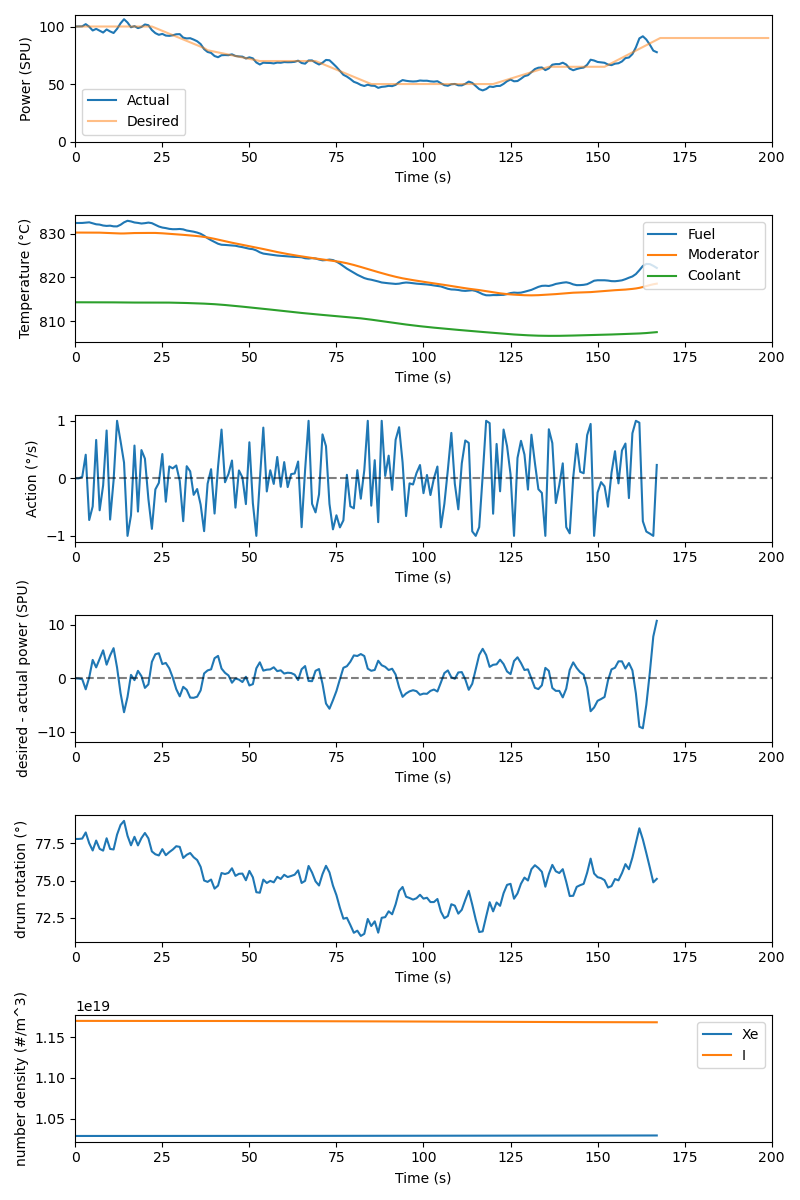 Power (SPU)
100
50
0
Actual
Desired
0 25 50 75 100 125 150 175 200
Time (s)
Temperature (°C)
830
820
810
Fuel
Moderator
Coolant
0 25 50 75 100 125 150 175 200
Time (s)
Action (°/s)
1
0
−1
0 25 50 75 100 125 150 175 200
Time (s)
desired - actual power (SPU)
10
0
−10
0 25 50 75 100 125 150 175 200
Time (s)
drum rotation (°)
77.5
75.0
72.5
0 25 50 75 100 125 150 175 200
Time (s)
number density (#/m^3)
1e19
1.15
1.10
1.05
Xe
I
0 25 50 75 100 125 150 175 200
Time (s)